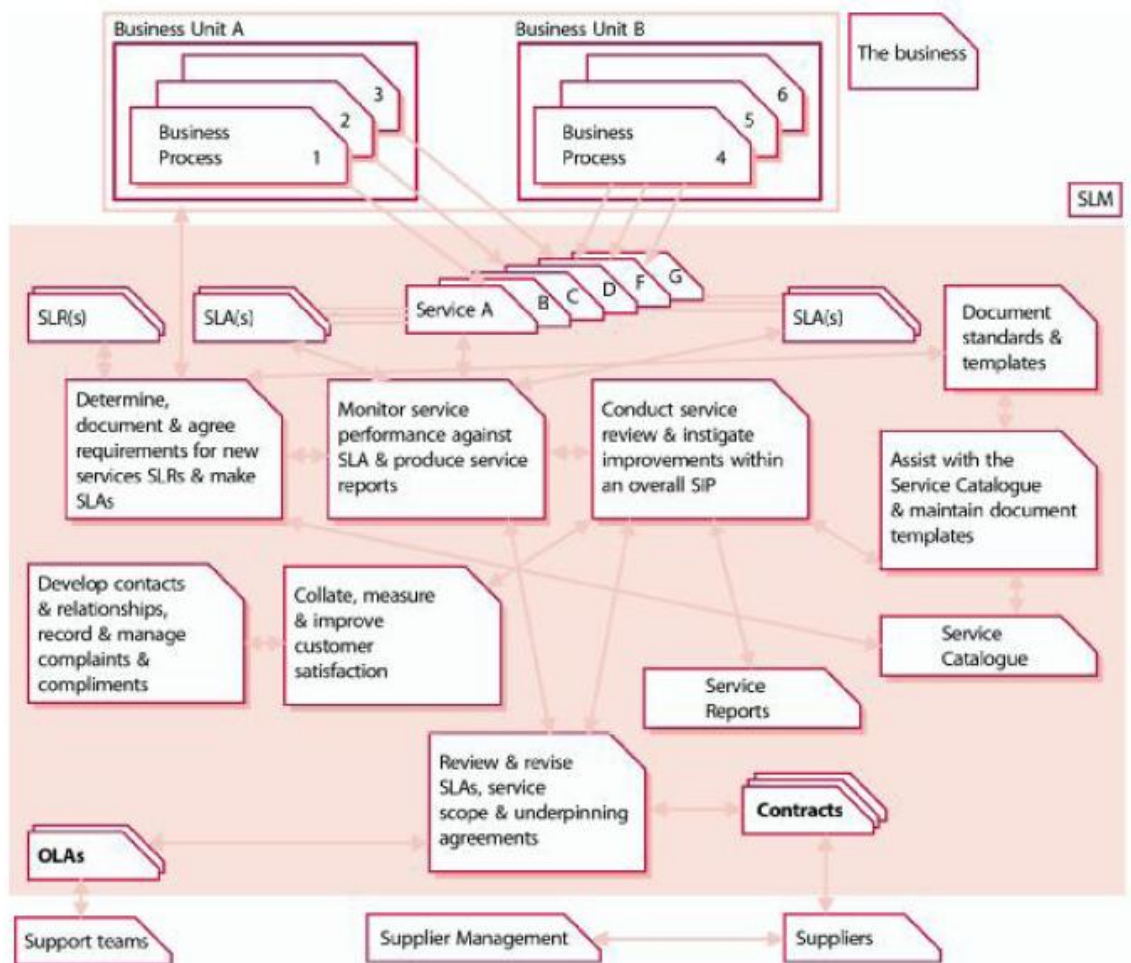 Business Unit A
Business Unit B
The business
3
2
Business
Process
1
6
5
Business
Process
4
SLM
SLR(s)
SLA(s)
Service A
B
C
D
F
G
SLA(s)
Document
standards &
templates
Determine,
document & agree
requirements for new
services SLRs & make
SLAs
Monitor service
performance against
SLA & produce service
reports
Conduct service
review & instigate
improvements within
an overall SIP
Assist with the
Service Catalogue
& maintain document
templates
Develop contacts
& relationships,
record & manage
complaints &
compliments
Collate, measure
& improve
customer
satisfaction
Service
Catalogue
Service
Reports
Review & revise
SLAs, service
scope & underpinning
agreements
Contracts
OLAs
Support teams
Supplier Management
Suppliers